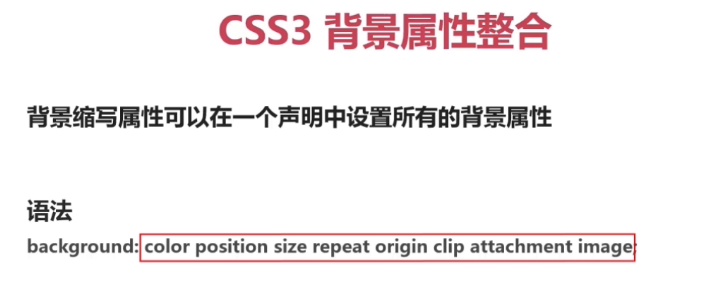 CSS3 背景属性整合
背景缩写属性可以在一个声明中设置所有的背景属性
语法
background: color position size repeat origin clip attachment image;